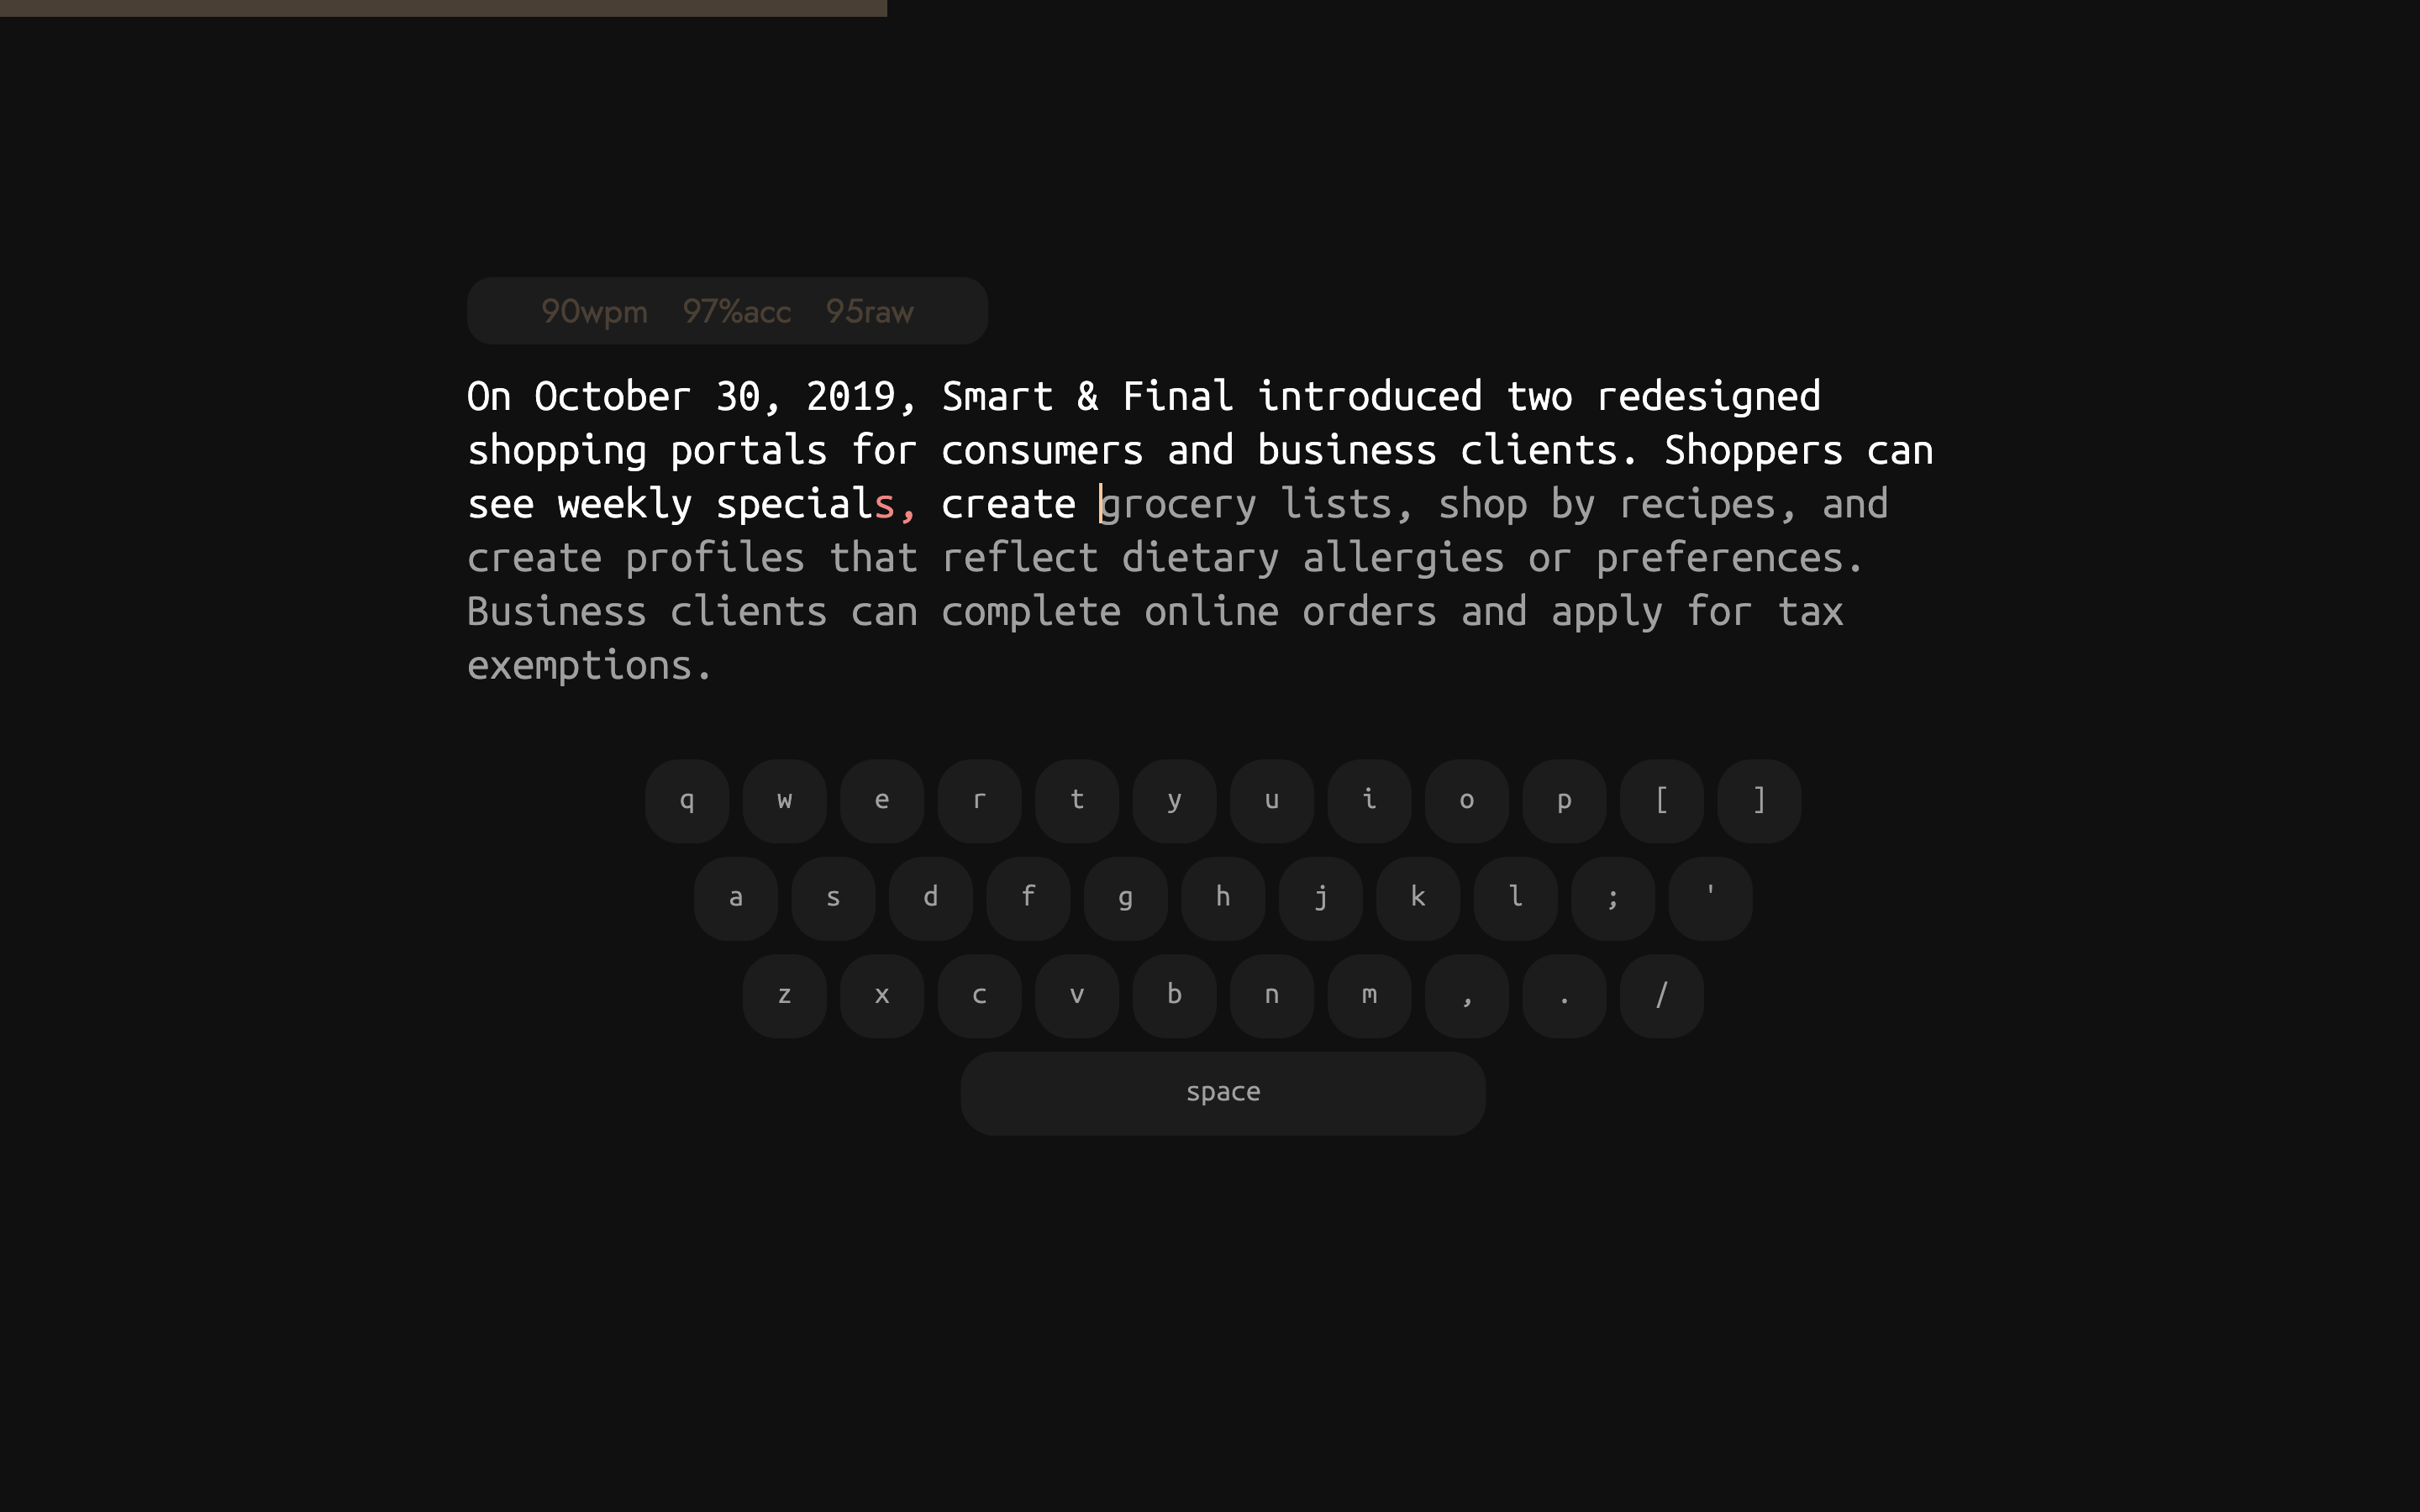 90wpm 97%acc 95raw
On October 30, 2019, Smart & Final introduced two redesigned
shopping portals for consumers and business clients. Shoppers can
see weekly specials, create grocery lists, shop by recipes, and
create profiles that reflect dietary allergies or preferences.
Business clients can complete online orders and apply for tax
exemptions.
q w e r t y u i o p [ ]
a s d f g h j k l ; '
z x c v b n m , . /
space